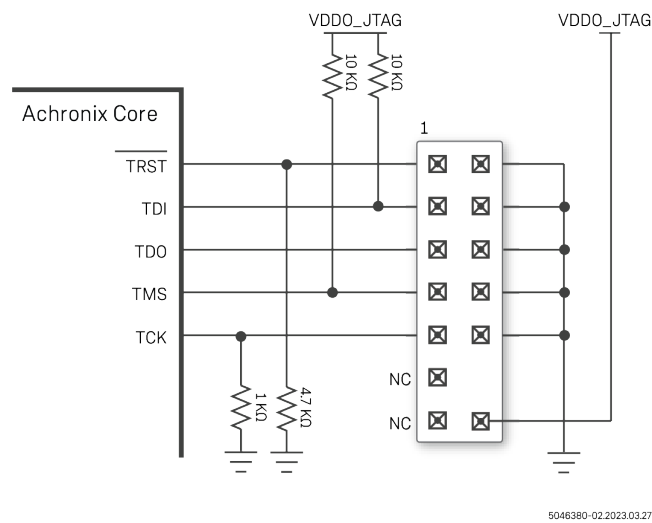 VDDO_JTAG
VDDO_JTAG
10 KΩ
10 KΩ
Achronix Core
1
TRST
TDI
TDO
TMS
TCK
NC
1 KΩ
4.7 KΩ
NC
5046380-02.2023.03.27